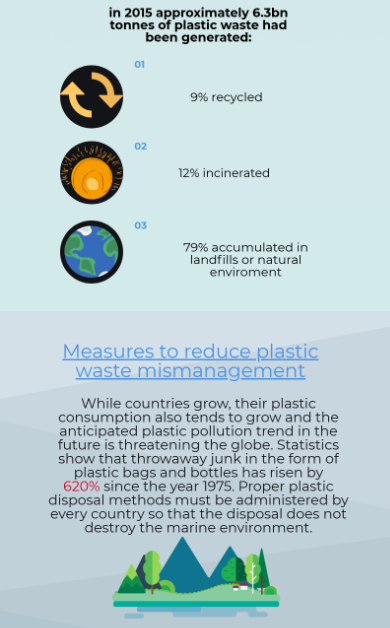 in 2015 approximately 6.3bn
tonnes of plastic waste had
been generated:
01
9% recycled
02
12% incinerated
03
79% accumulated in
landfills or natural
enviroment
Measures to reduce plastic
waste mismanagement
While countries grow, their plastic
consumption also tends to grow and the
anticipated plastic pollution trend in the
future is threatening the globe. Statistics
show that throwaway junk in the form of
plastic bags and bottles has risen by
620% since the year 1975. Proper plastic
disposal methods must be administered by
every country so that the disposal does not
destroy the marine environment.